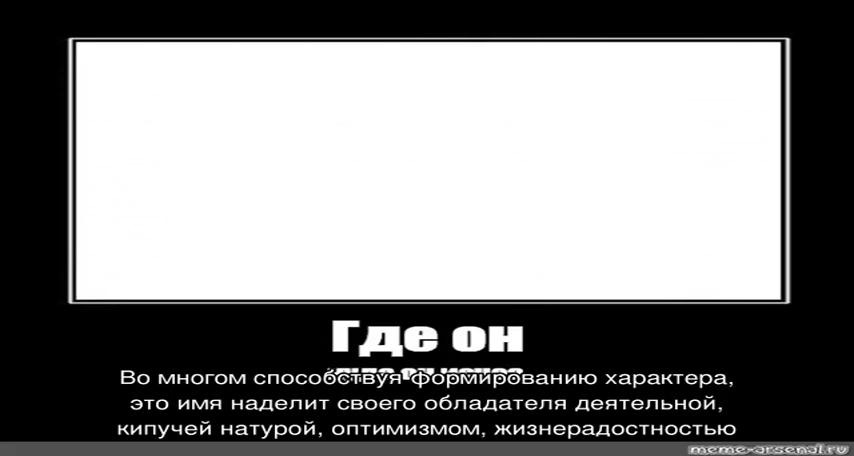 Где он
Во многом способствуя формированию характера,
это имя наделит своего обладателя деятельной,
кипучей натурой, оптимизмом, жизнерадостностью
meme-arsenal.ru